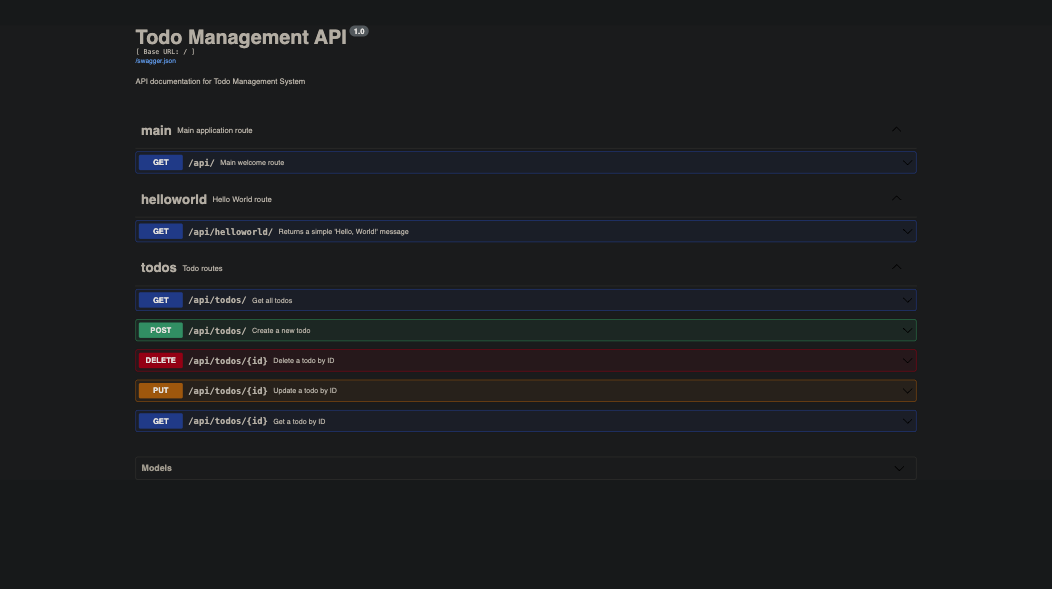 Todo Management API 1.0
[ Base URL: / ]
/swagger.json
API documentation for Todo Management System
main Main application route
GET /api/ Main welcome route
helloworld Hello World route
GET /api/helloworld/ Returns a simple 'Hello, World!' message
todos Todo routes
GET /api/todos/ Get all todos
POST /api/todos/ Create a new todo
DELETE /api/todos/{id} Delete a todo by ID
PUT /api/todos/{id} Update a todo by ID
GET /api/todos/{id} Get a todo by ID
Models